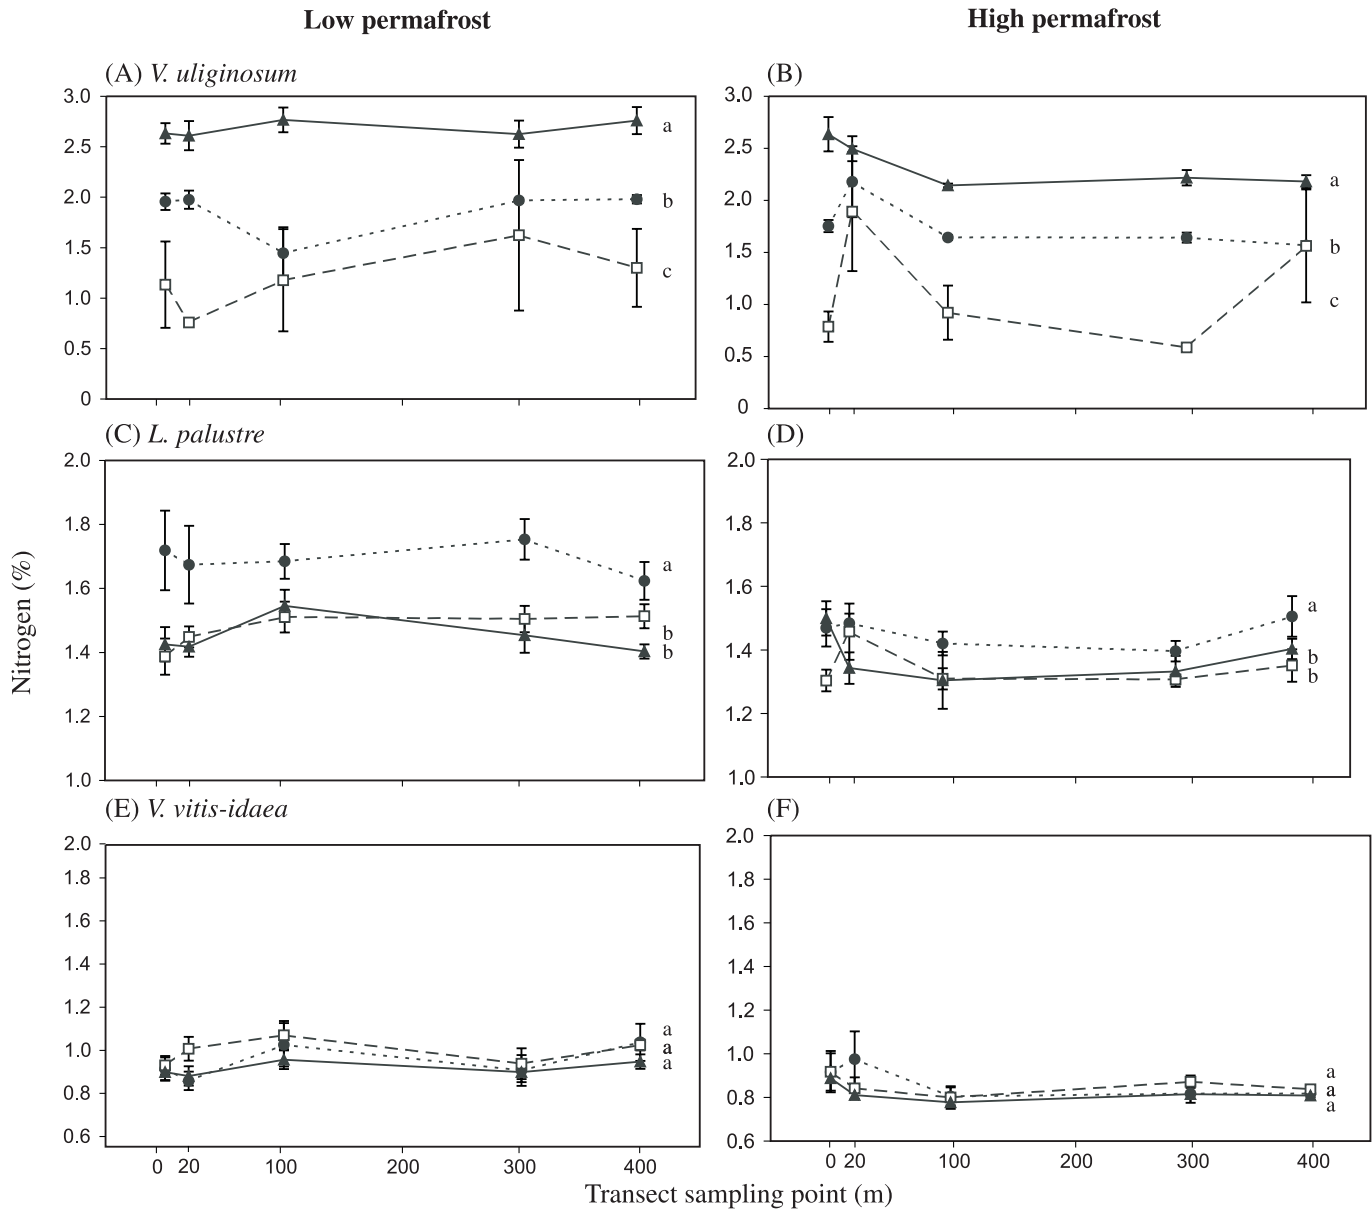 Low permafrost
High permafrost
(A) V. uliginosum
3.0
2.5
2.0
1.5
1.0
0.5
0
a
b
c
(B)
3.0
2.5
2.0
1.5
1.0
0.5
0
a
b
c
(C) L. palustre
2.0
1.8
1.6
1.4
1.2
1.0
a
b
b
(D)
2.0
1.8
1.6
1.4
1.2
1.0
a
b
b
Nitrogen (%)
(E) V. vitis-idaea
2.0
1.8
1.6
1.4
1.2
1.0
0.8
0.6
a
a
a
0 20 100 200 300 400
(F)
2.0
1.8
1.6
1.4
1.2
1.0
0.8
0.6
a
a
a
0 20 100 200 300 400
Transect sampling point (m)